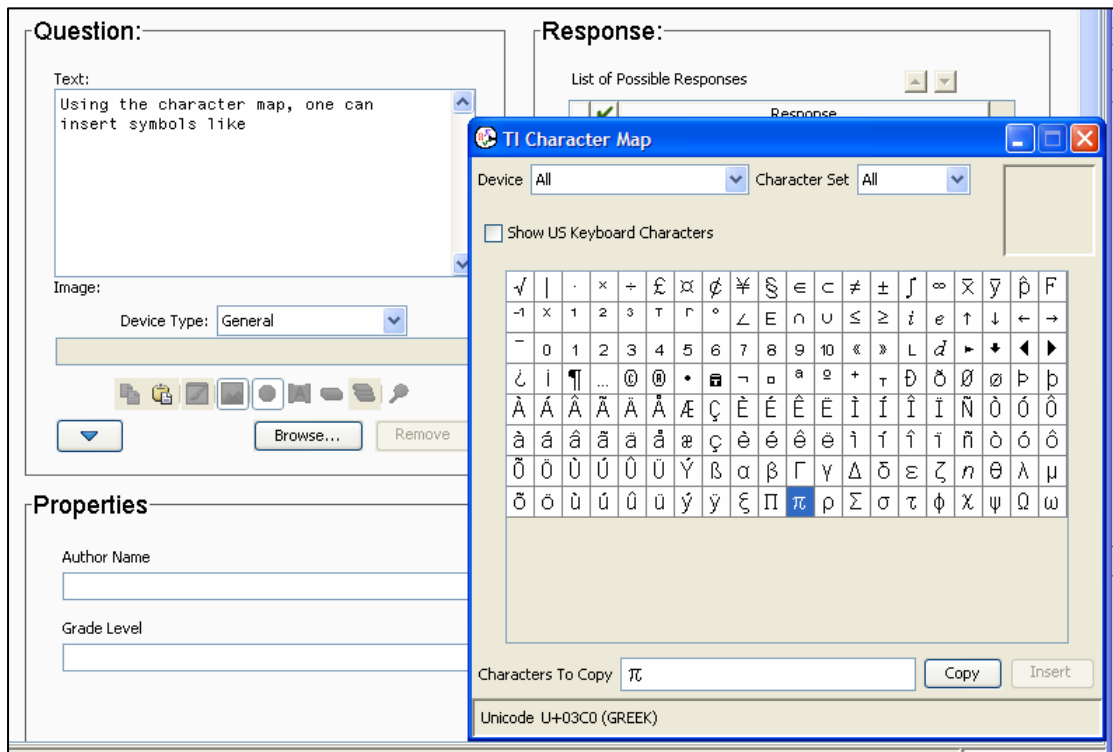 Question:
Text:
Using the character map, one can
insert symbols like
Image:
Device Type: General
Browse... Remove
Properties
Author Name
Grade Level
Response:
List of Possible Responses
Response
TI Character Map
Device All Character Set All
Show US Keyboard Characters
√ | · × ÷ £ ¤ ₵ ¥ § ∈ ⊂ ≠ ± ∫ ∞ x̅ y̅ p̂ F
⁻¹ x ¹ ² ³ ᵀ ʳ ° ∠ E ∩ ∪ ≤ ≥ i e ↑ ↓ ← →
¯ 0 1 2 3 4 5 6 7 8 9 10 « » L d ► 🡇 ◀ ▶
¿ ¡ ¶ … © ® • ¬ ▫ ª º ⁺ ┬ Ð ð Ø ø Þ þ
À Á Â Ã Ä Å Æ Ç È É Ê Ë Ì Í Î Ï Ñ Ò Ó Ô
à á â ã ä å æ ç è é ê ë ì í î ï ñ ò ó ô
Õ Ö Ù Ú Û Ü Ý ß α β Γ γ Δ δ ε ζ n θ λ μ
õ ö ù ú û ü ý ÿ ξ Π π ρ Σ σ τ ϕ χ ψ Ω ω
Characters To Copy π Copy Insert
Unicode U+03C0 (GREEK)